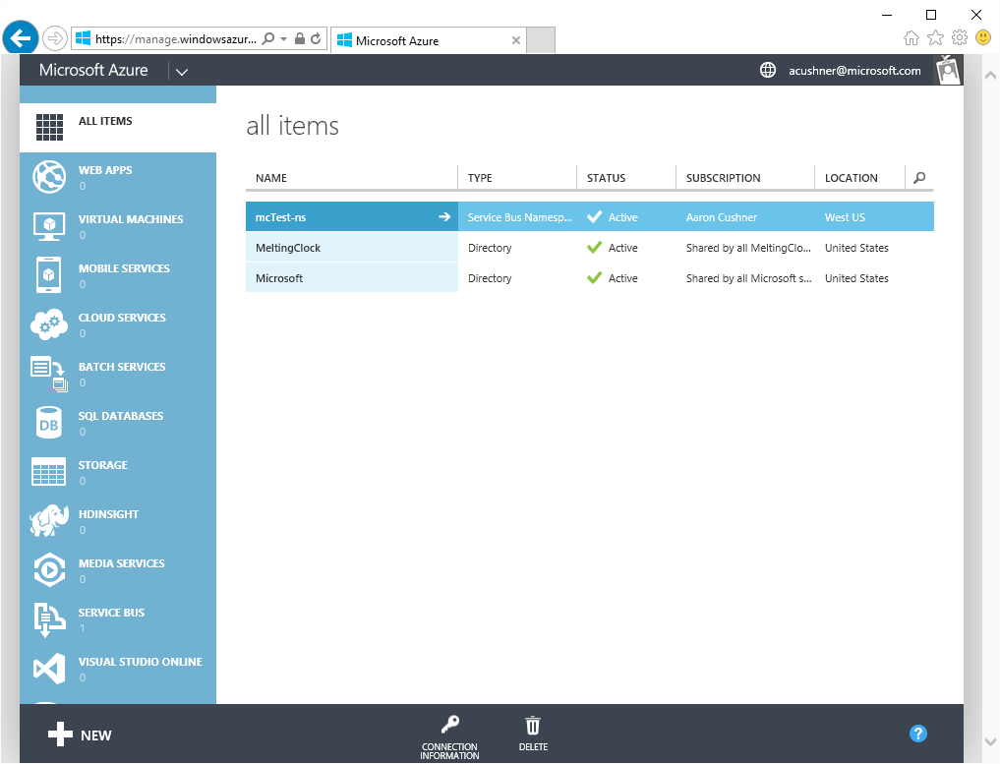 https://manage.windowsazur...
Microsoft Azure
Microsoft Azure
acushner@microsoft.com
ALL ITEMS
WEB APPS
0
VIRTUAL MACHINES
0
MOBILE SERVICES
0
CLOUD SERVICES
0
BATCH SERVICES
0
DB
SQL DATABASES
0
STORAGE
0
HDINSIGHT
0
MEDIA SERVICES
0
SERVICE BUS
1
VISUAL STUDIO ONLINE
0
all items
NAME TYPE STATUS SUBSCRIPTION LOCATION
mcTest-ns Service Bus Namesp... Active Aaron Cushner West US
MeltingClock Directory Active Shared by all MeltingClo... United States
Microsoft Directory Active Shared by all Microsoft s... United States
NEW
CONNECTION
INFORMATION
DELETE
?